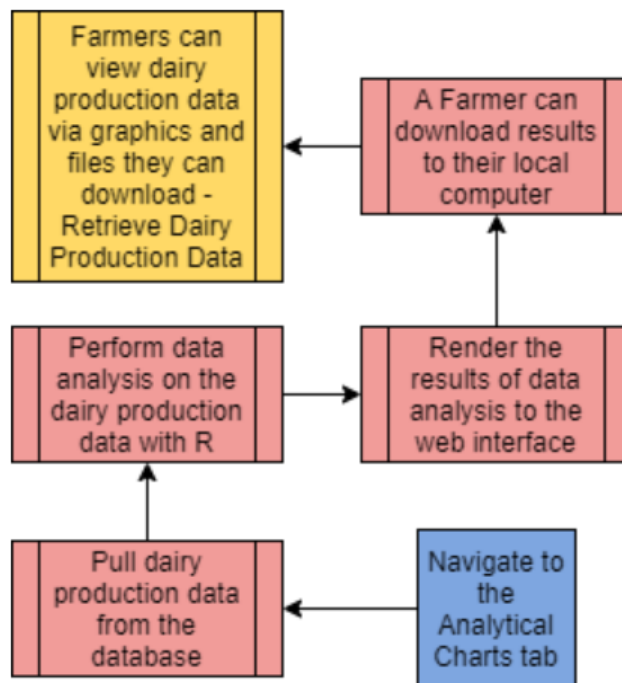 Farmers can
view dairy
production data
via graphics and
files they can
download -
Retrieve Dairy
Production Data
A Farmer can
download results
to their local
computer
Perform data
analysis on the
dairy production
data with R
Render the
results of data
analysis to the
web interface
Pull dairy
production data
from the
database
Navigate to
the
Analytical
Charts tab